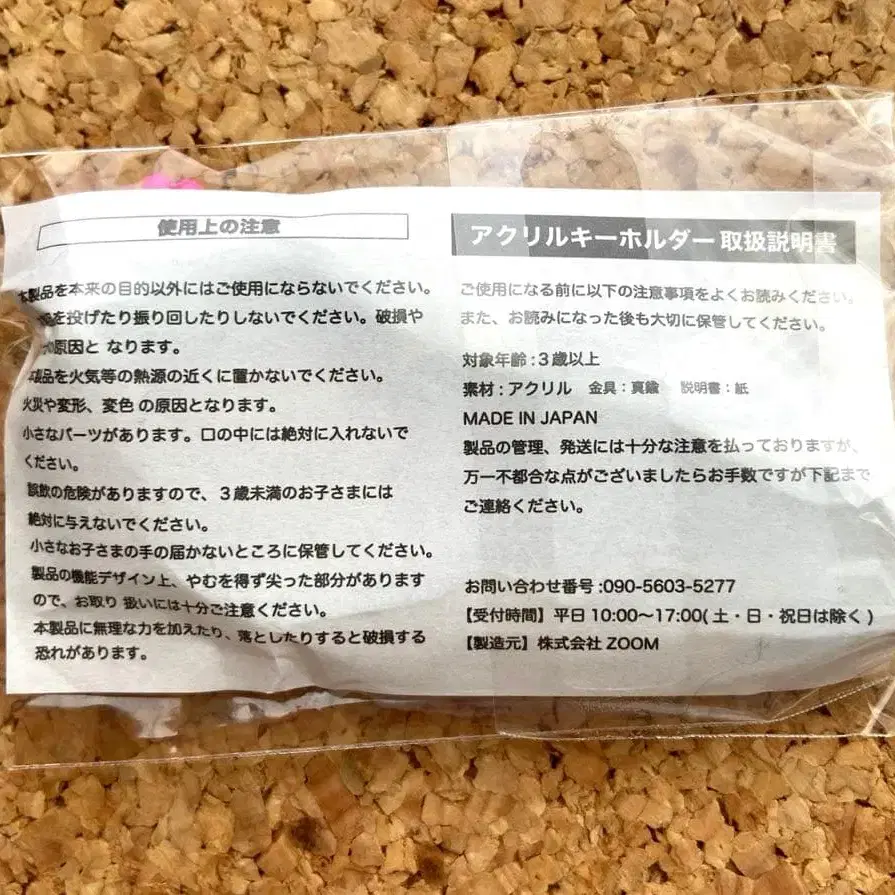 使用上の注意
本製品を本来の目的以外にはご使用にならないでください。
を投げたり振り回したりしないでください。破損や
原因と なります。
製品を火気等の熱源の近くに置かないでください。
火災や変形、変色 の原因となります。
小さなパーツがあります。口の中には絶対に入れないで
ください。
誤飲の危険がありますので、3歳未満のお子さまには
絶対に与えないでください。
小さなお子さまの手の届かないところに保管してください。
製品の機能デザイン上、やむを得ず尖った部分があります
ので、お取り 扱いには十分ご注意ください。
本製品に無理な力を加えたり、落としたりすると破損する
恐れがあります。
アクリルキーホルダー 取扱説明書
ご使用になる前に以下の注意事項をよくお読みください。
また、お読みになった後も大切に保管してください。
対象年齢 : 3歳以上
素材 : アクリル 金具 : 真鍮 説明書 : 紙
MADE IN JAPAN
製品の管理、発送には十分な注意を払っておりますが、
万一不都合な点がございましたらお手数ですが下記まで
ご連絡ください。
お問い合わせ番号 :090-5603-5277
【受付時間】平日 10:00〜17:00( 土・日・祝日は除く )
【製造元】株式会社 ZOOM